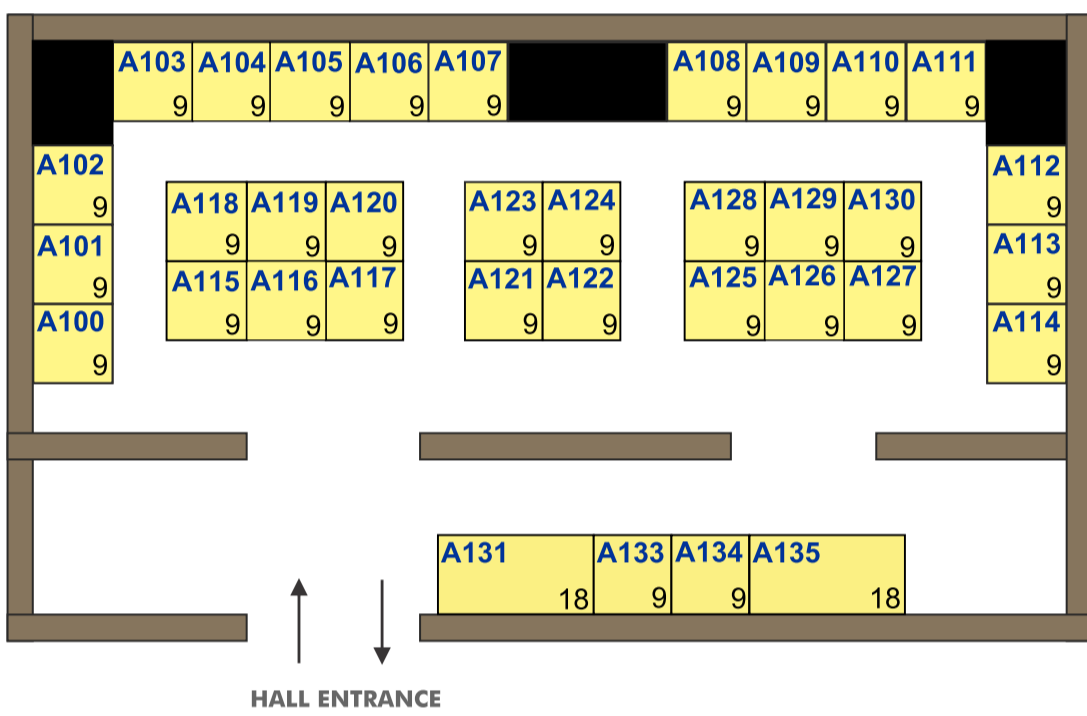 A103 A104 A105 A106 A107 A108 A109 A110 A111
9 9 9 9 9 9 9 9 9
A102 A112
9 9
A118 A119 A120 A123 A124 A128 A129 A130
9 9 9 9 9 9 9 9
A101 A113
9 9
A115 A116 A117 A121 A122 A125 A126 A127
9 9 9 9 9 9 9 9
A100 A114
9 9
A131 A133 A134 A135
18 9 9 18
HALL ENTRANCE